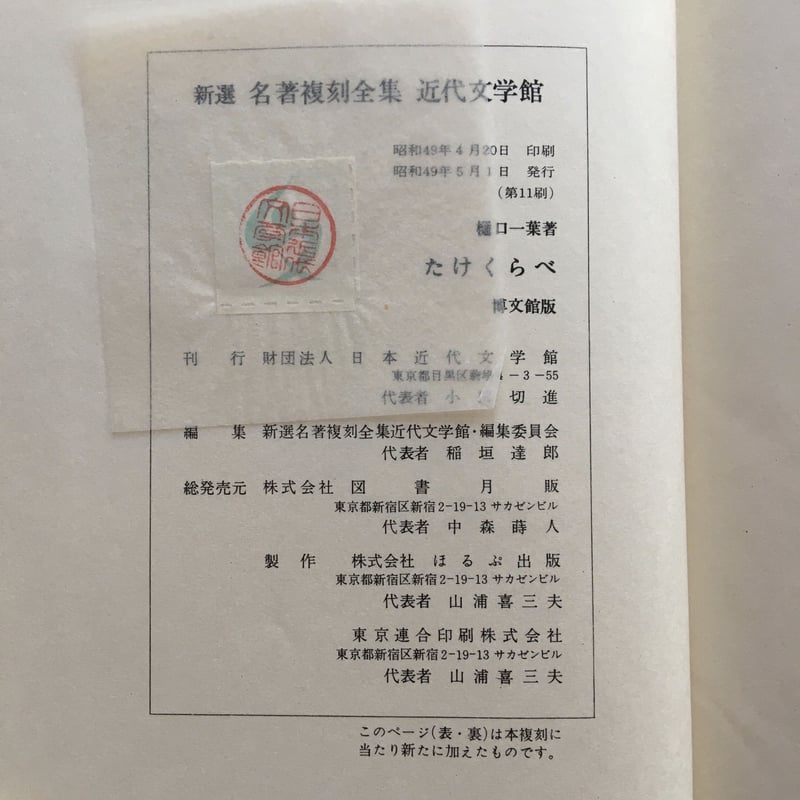 新選 名著複刻全集 近代文学館
昭和49年4月20日 印刷
昭和49年5月1日 発行
(第11刷)
樋口一葉著
たけくらべ
博文館版
刊行 財団法人 日本近代文学館
東京都目黒区駒場4-3-55
代表者 小 切進
編集 新選名著複刻全集近代文学館・編集委員会
代表者 稲垣達郎
総発売元 株式会社 図書月販
東京都新宿区新宿2-19-13 サカゼンビル
代表者 中森蒔人
製作 株式会社 ほるぷ出版
東京都新宿区新宿2-19-13 サカゼンビル
代表者 山浦喜三夫
東京連合印刷株式会社
東京都新宿区新宿2-19-13 サカゼンビル
代表者 山浦喜三夫
このページ(表・裏)は本複刻に
当たり新たに加えたものです。